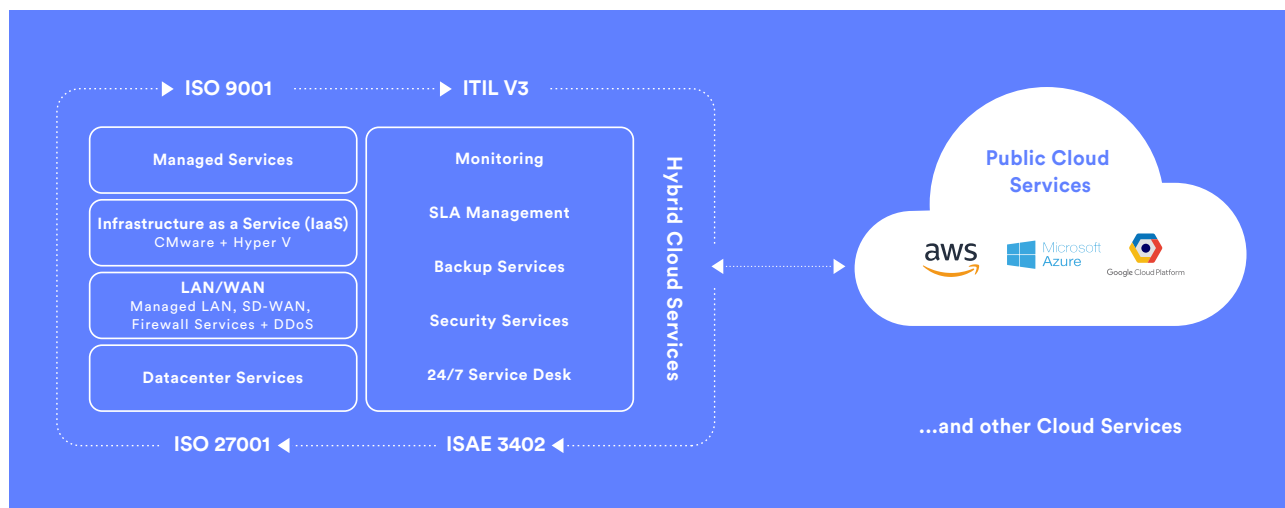 ISO 9001
ITIL V3
Managed Services
Infrastructure as a Service (IaaS)
CMware + Hyper V
LAN/WAN
Managed LAN, SD-WAN,
Firewall Services + DDoS
Datacenter Services
Monitoring
SLA Management
Backup Services
Security Services
24/7 Service Desk
Hybrid Cloud Services
ISO 27001
ISAE 3402
Public Cloud
Services
aws
Microsoft
Azure
Google Cloud Platform
...and other Cloud Services